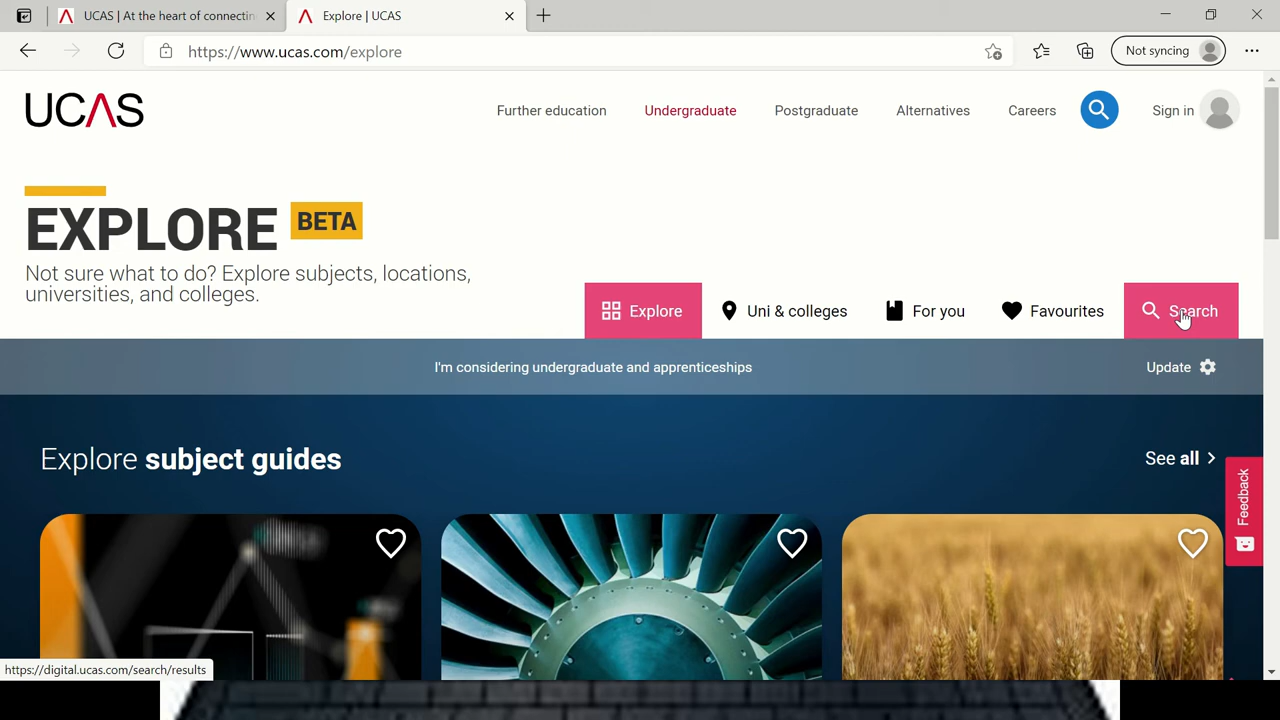 UCAS | At the heart of connectin
Explore | UCAS
https://www.ucas.com/explore
Not syncing
UCAS
Further education
Undergraduate
Postgraduate
Alternatives
Careers
Sign in
EXPLORE BETA
Not sure what to do? Explore subjects, locations,
universities, and colleges.
Explore
Uni & colleges
For you
Favourites
Search
I'm considering undergraduate and apprenticeships
Update
Explore subject guides
See all
Feedback
https://digital.ucas.com/search/results